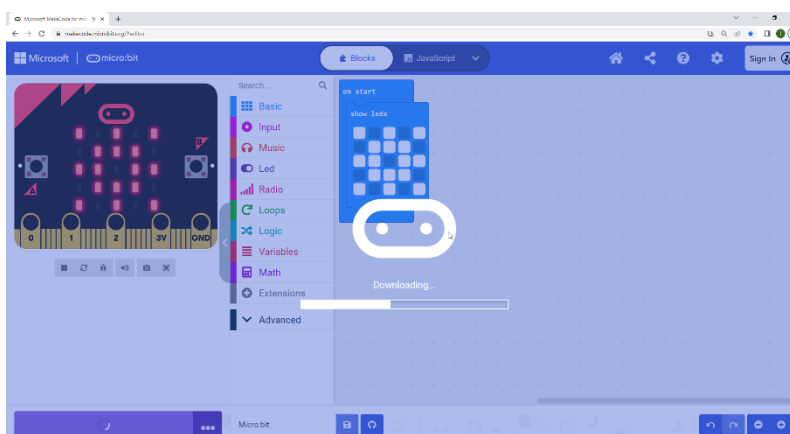 Microsoft MakeCode for mic
makecode.microbit.org/?editor
Microsoft
micro:bit
Blocks
JavaScript
Sign In
Search...
Basic
Input
Music
Led
Radio
Loops
Logic
Variables
Math
Extensions
Advanced
on start
show leds
B
A
0
1
2
3V
GND
Downloading...
Micro:bit